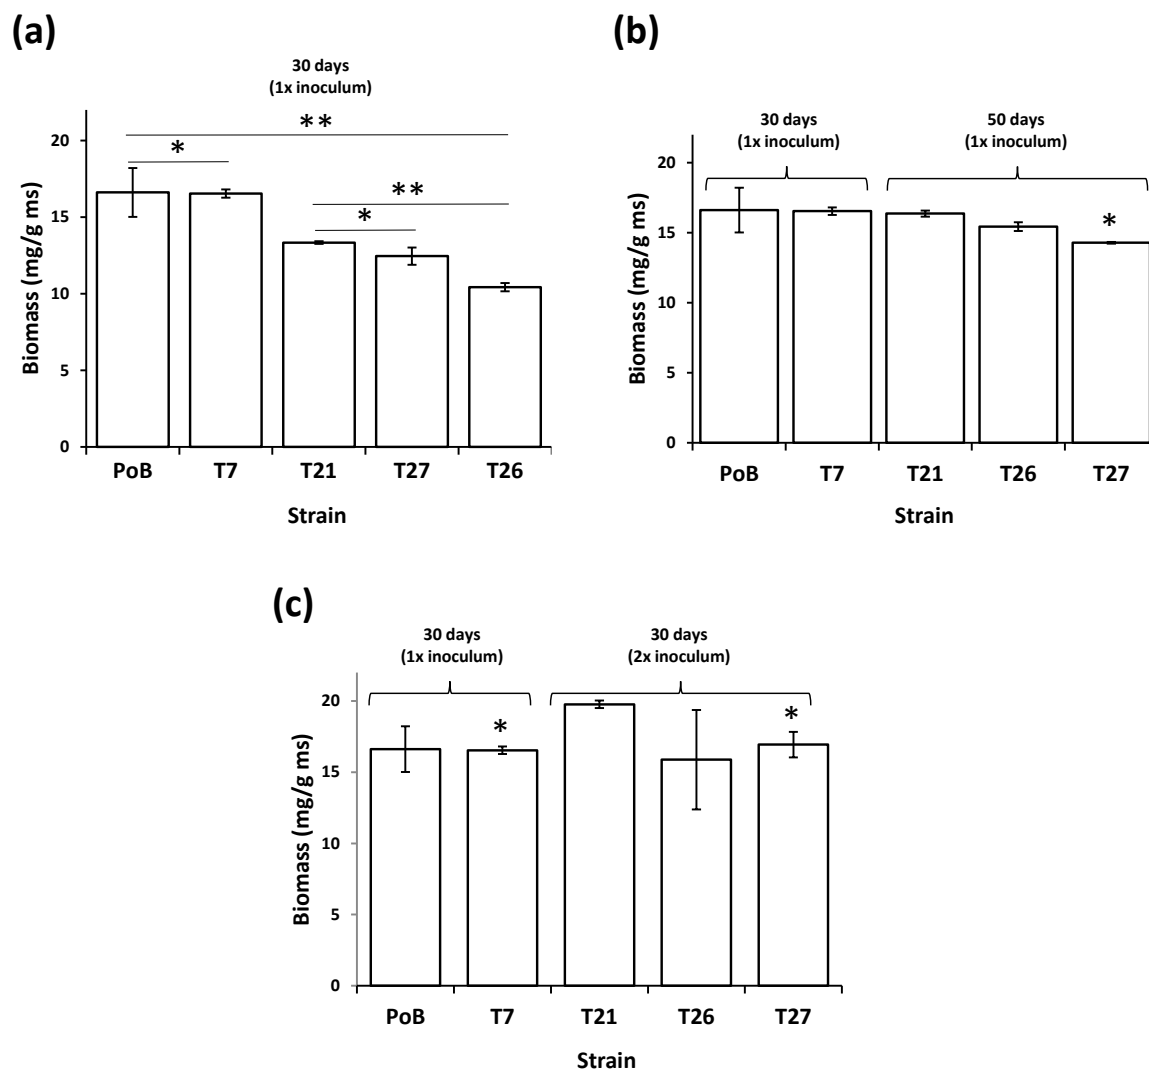 (a)
30 days
(1x inoculum)
**
*
**
*
20
15
10
5
0
Biomass (mg/g ms)
PoB T7 T21 T27 T26
Strain
(b)
30 days
(1x inoculum)
50 days
(1x inoculum)
*
20
15
10
5
0
Biomass (mg/g ms)
PoB T7 T21 T26 T27
Strain
(c)
30 days
(1x inoculum)
30 days
(2x inoculum)
*
*
20
15
10
5
0
Biomass (mg/g ms)
PoB T7 T21 T26 T27
Strain